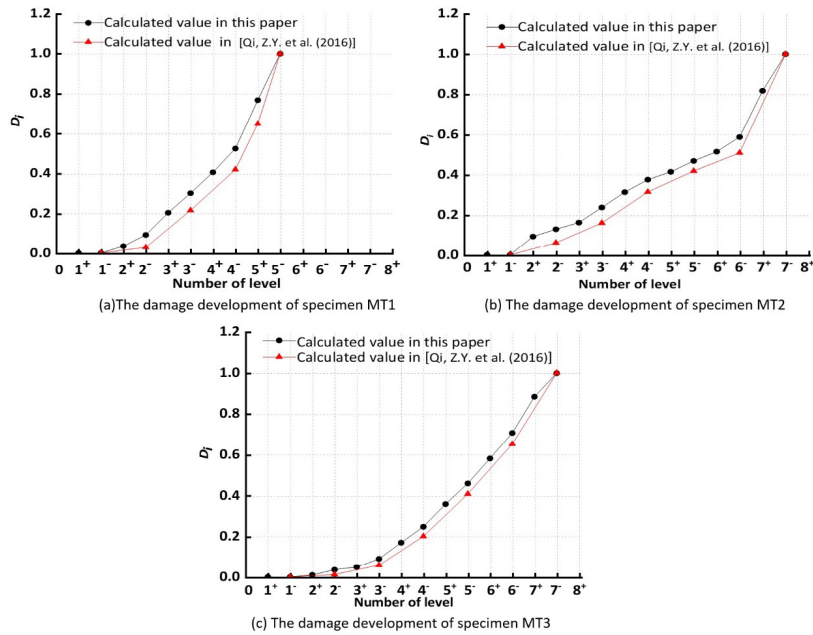 1.2
Calculated value in this paper
Calculated value in [Qi, Z.Y. et al. (2016)]
1.0
0.8
0.6
0.4
0.2
0.0
Di
0 1⁺ 1⁻ 2⁺ 2⁻ 3⁺ 3⁻ 4⁺ 4⁻ 5⁺ 5⁻ 6⁺ 6⁻ 7⁺ 7⁻ 8⁺
Number of level
(a)The damage development of specimen MT1
1.2
Calculated value in this paper
Calculated value in [Qi, Z.Y. et al. (2016)]
1.0
0.8
0.6
0.4
0.2
0.0
Di
0 1⁺ 1⁻ 2⁺ 2⁻ 3⁺ 3⁻ 4⁺ 4⁻ 5⁺ 5⁻ 6⁺ 6⁻ 7⁺ 7⁻ 8⁺
Number of level
(b) The damage development of specimen MT2
1.2
Calculated value in this paper
Calculated value in [Qi, Z.Y. et al. (2016)]
1.0
0.8
0.6
0.4
0.2
0.0
Di
0 1⁺ 1⁻ 2⁺ 2⁻ 3⁺ 3⁻ 4⁺ 4⁻ 5⁺ 5⁻ 6⁺ 6⁻ 7⁺ 7⁻ 8⁺
Number of level
(c) The damage development of specimen MT3